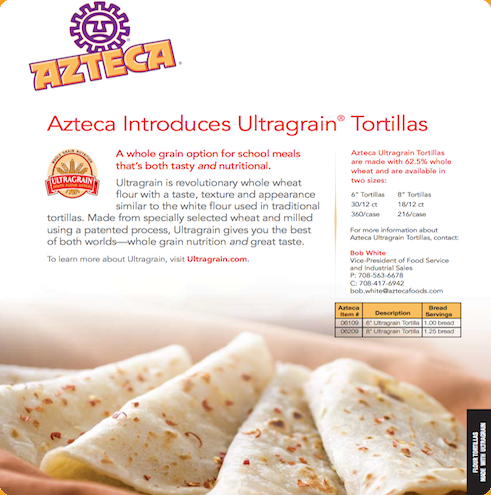 AZTECA®
Azteca Introduces Ultragrain® Tortillas
WHOLE GRAIN NUTRITION
ULTRAGRAIN
WHITE FLOUR APPEAL
A whole grain option for school meals
that's both tasty and nutritional.
Ultragrain is revolutionary whole wheat
flour with a taste, texture and appearance
similar to the white flour used in traditional
tortillas. Made from specially selected wheat and milled
using a patented process, Ultragrain gives you the best
of both worlds—whole grain nutrition and great taste.
To learn more about Ultragrain, visit Ultragrain.com.
Azteca Ultragrain Tortillas
are made with 62.5% whole
wheat and are available in
two sizes:
6" Tortillas 8" Tortillas
30/12 ct 18/12 ct
360/case 216/case
For more information about
Azteca Ultragrain Tortillas, contact:
Bob White
Vice-President of Food Service
and Industrial Sales
P: 708-563-6678
C: 708-417-6942
bob.white@aztecafoods.com
Azteca Item # Description Bread Servings
06109 6" Ultragrain Tortilla 1.00 bread
06209 8" Ultragrain Tortilla 1.25 bread
FLOUR TORTILLAS
MADE WITH ULTRAGRAIN